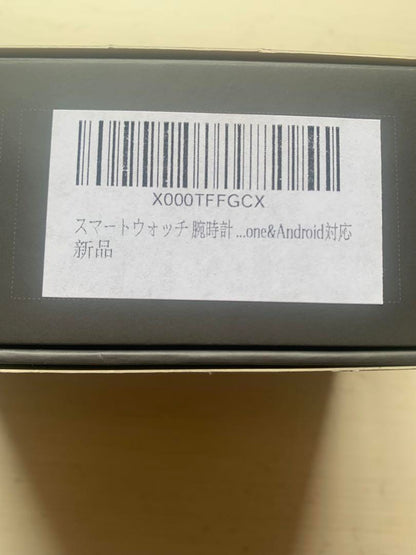 X000TFFGCX
スマートウォッチ 腕時計 ...one&Android対応
新品